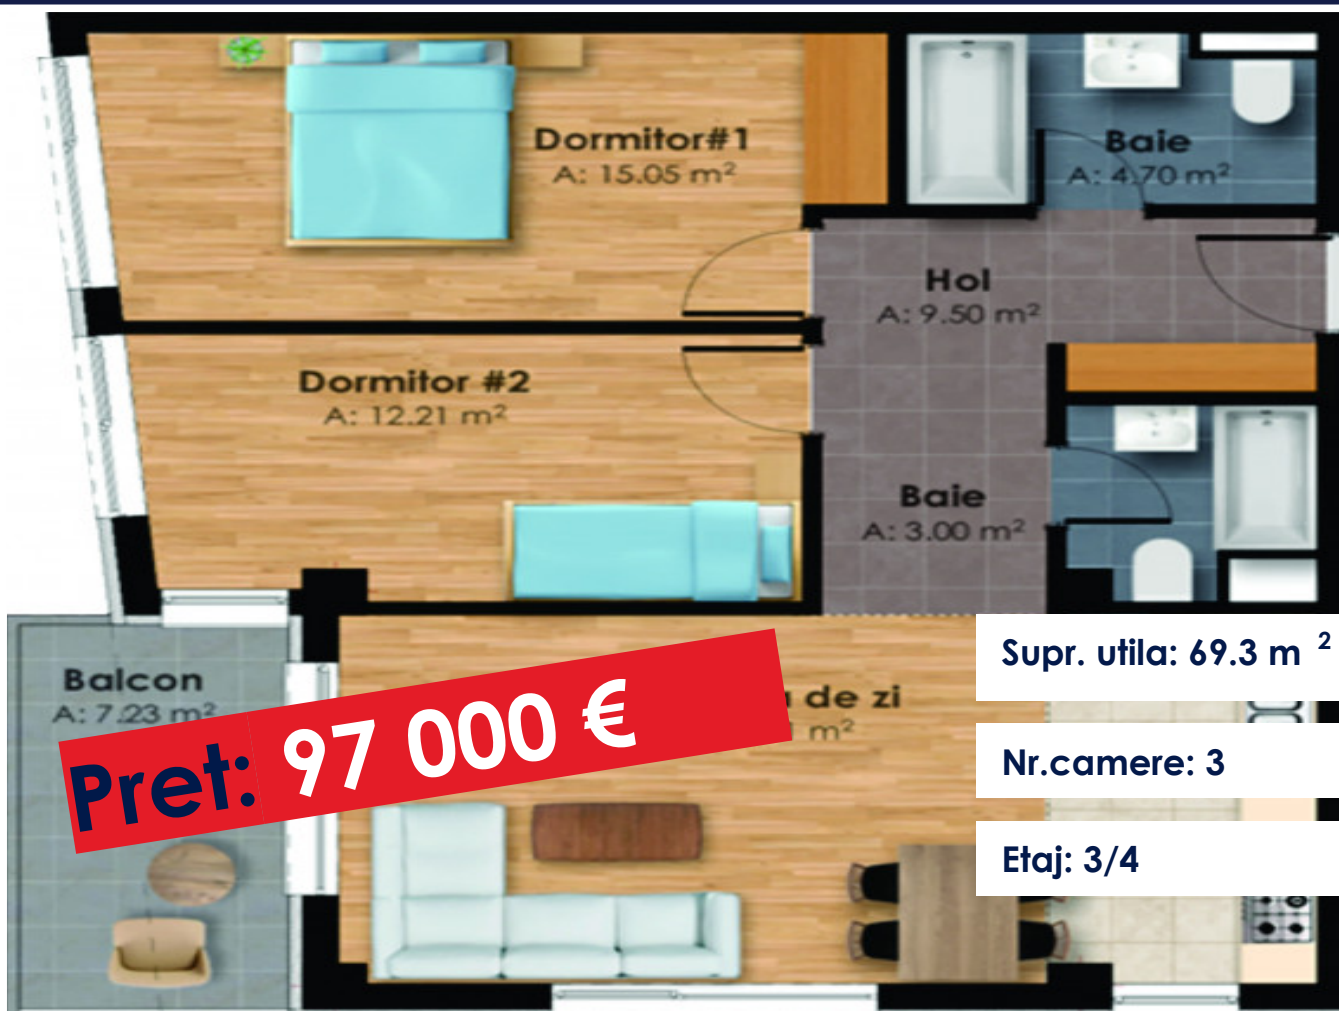 Dormitor#1
A: 15.05 m²
Baie
A: 4.70 m²
Hol
A: 9.50 m²
Dormitor #2
A: 12.21 m²
Baie
A: 3.00 m²
Balcon
A: 7.23 m²
de zi
m²
Pret: 97 000 €
Supr. utila: 69.3 m ²
Nr.camere: 3
Etaj: 3/4